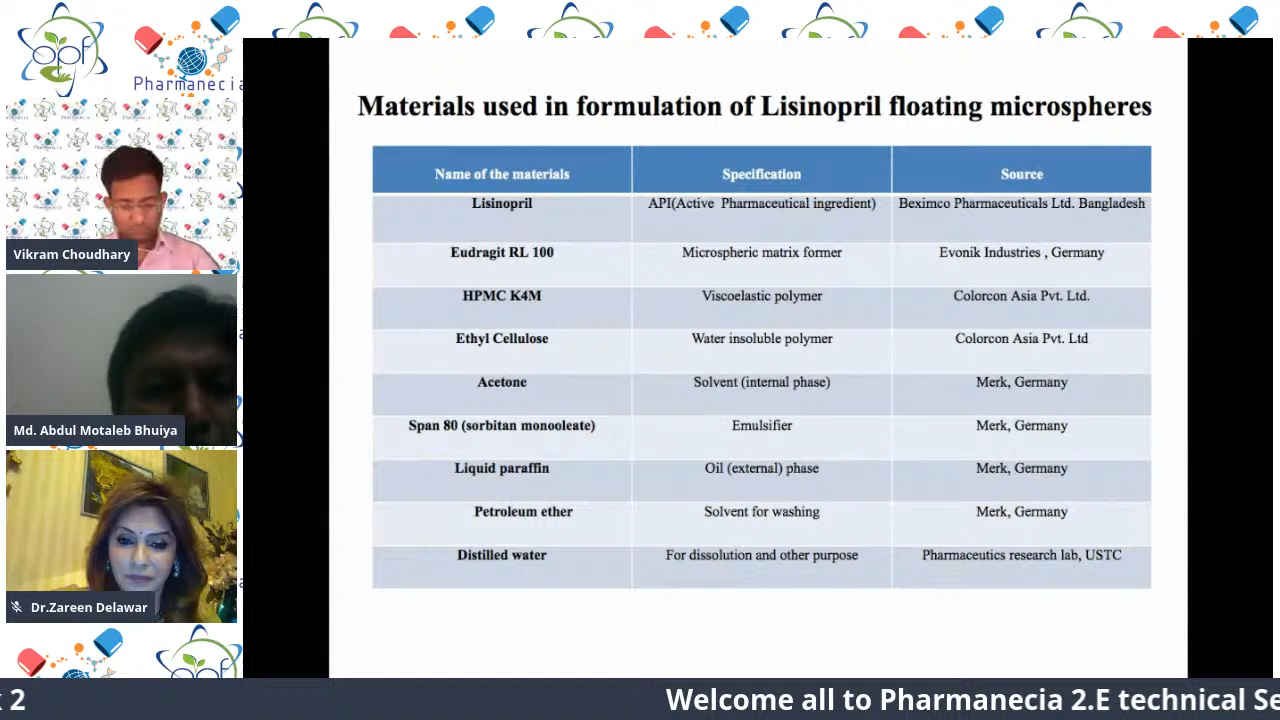 opf
Pharmanecia
Vikram Choudhary
Md. Abdul Motaleb Bhuiya
Dr.Zareen Delawar
Materials used in formulation of Lisinopril floating microspheres
Name of the materials Specification Source
Lisinopril API(Active Pharmaceutical ingredient) Beximco Pharmaceuticals Ltd. Bangladesh
Eudragit RL 100 Microspheric matrix former Evonik Industries , Germany
HPMC K4M Viscoelastic polymer Colorcon Asia Pvt. Ltd.
Ethyl Cellulose Water insoluble polymer Colorcon Asia Pvt. Ltd
Acetone Solvent (internal phase) Merk, Germany
Span 80 (sorbitan monooleate) Emulsifier Merk, Germany
Liquid paraffin Oil (external) phase Merk, Germany
Petroleum ether Solvent for washing Merk, Germany
Distilled water For dissolution and other purpose Pharmaceutics research lab, USTC
2 Welcome all to Pharmanecia 2.E technical Se